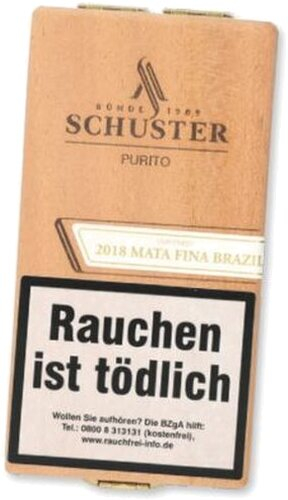 BÜNDE 1909
SCHUSTER
PURITO
2018 MATA FINA BRAZIL
Rauchen
ist tödlich
Wollen Sie aufhören? Die BZgA hilft:
Tel.: 0800 8 313131 (kostenfrei),
www.rauchfrei-info.de